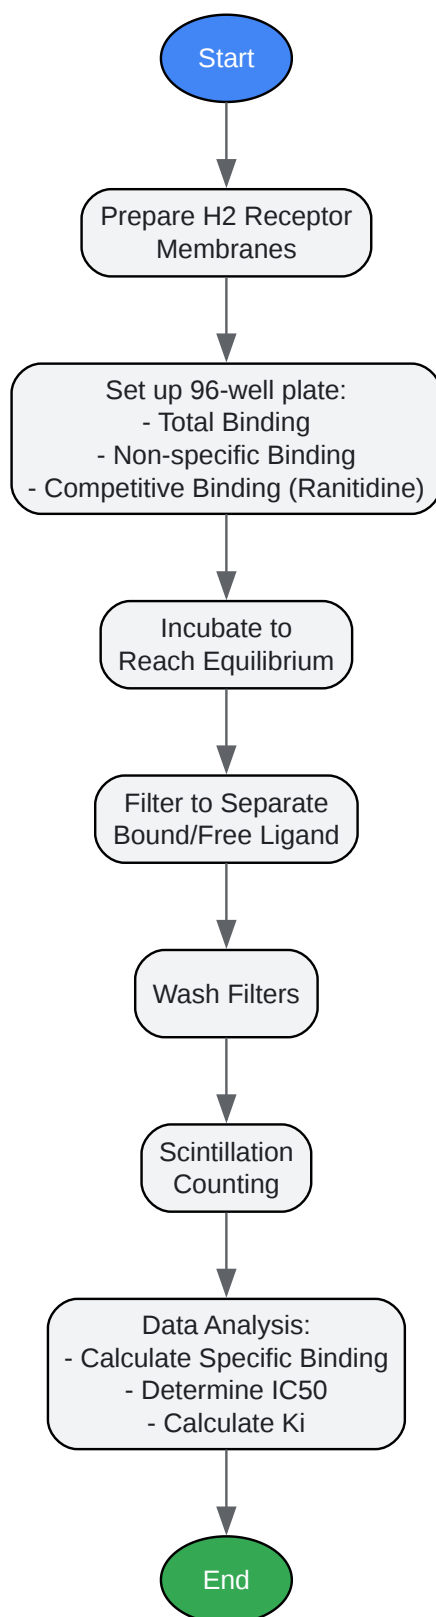 Start
Prepare H2 Receptor
Membranes
Set up 96-well plate:
- Total Binding
- Non-specific Binding
- Competitive Binding (Ranitidine)
Incubate to
Reach Equilibrium
Filter to Separate
Bound/Free Ligand
Wash Filters
Scintillation
Counting
Data Analysis:
- Calculate Specific Binding
- Determine IC50
- Calculate Ki
End